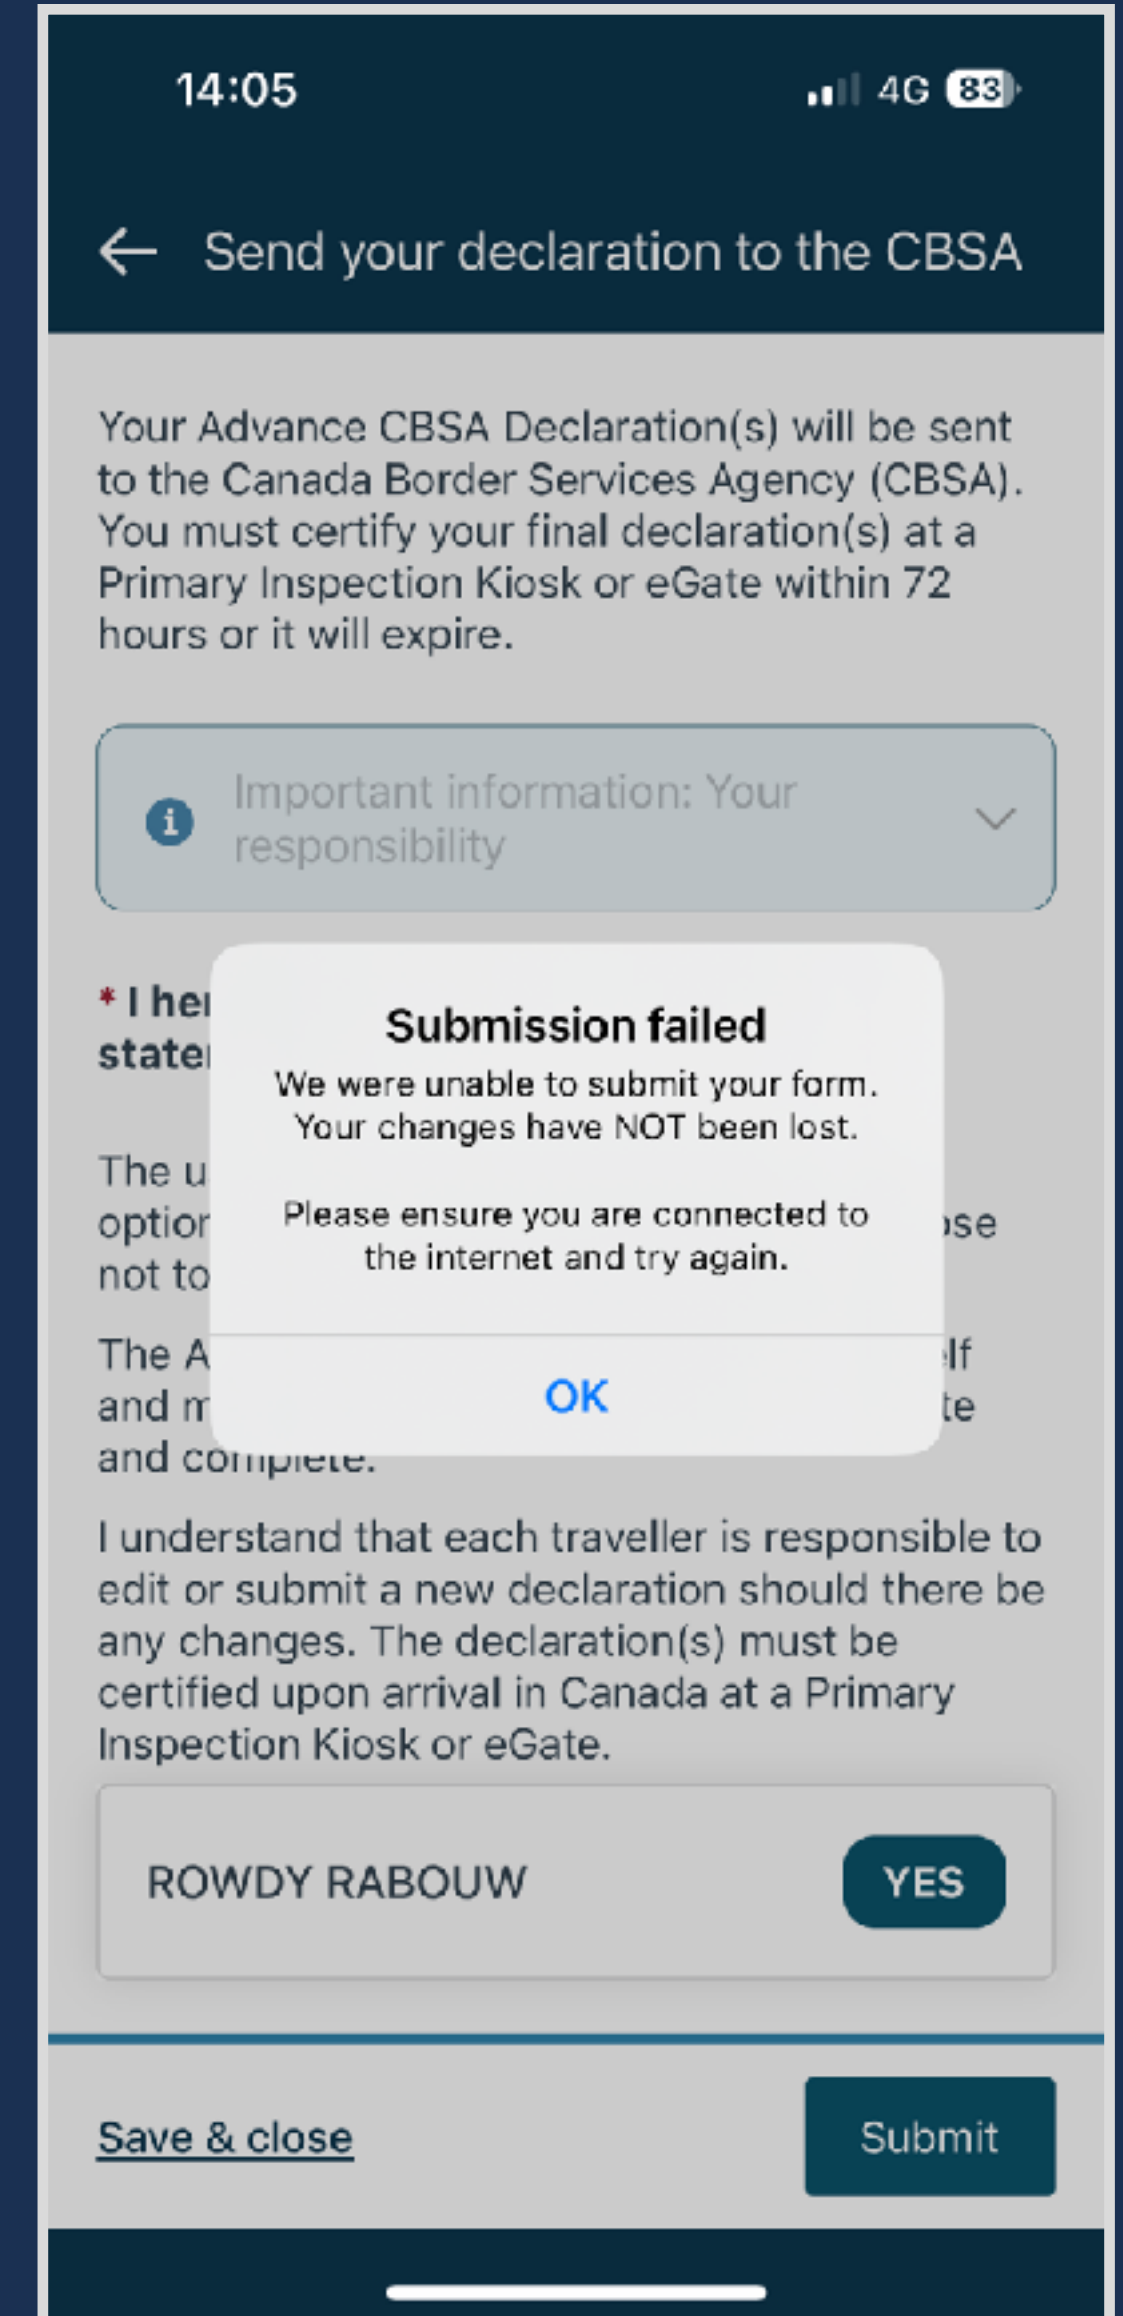 14:05
4G 83
Send your declaration to the CBSA
Your Advance CBSA Declaration(s) will be sent
to the Canada Border Services Agency (CBSA).
You must certify your final declaration(s) at a
Primary Inspection Kiosk or eGate within 72
hours or it will expire.
Important information: Your
responsibility
* I
Submission failed
We were unable to submit your form.
Your changes have NOT been lost.
Please ensure you are connected to
the internet and try again.
OK
The
not to
The
and
and complete.
I understand that each traveller is responsible to
edit or submit a new declaration should there be
any changes. The declaration(s) must be
certified upon arrival in Canada at a Primary
Inspection Kiosk or eGate.
ROWDY RABOUW
YES
Save & close
Submit